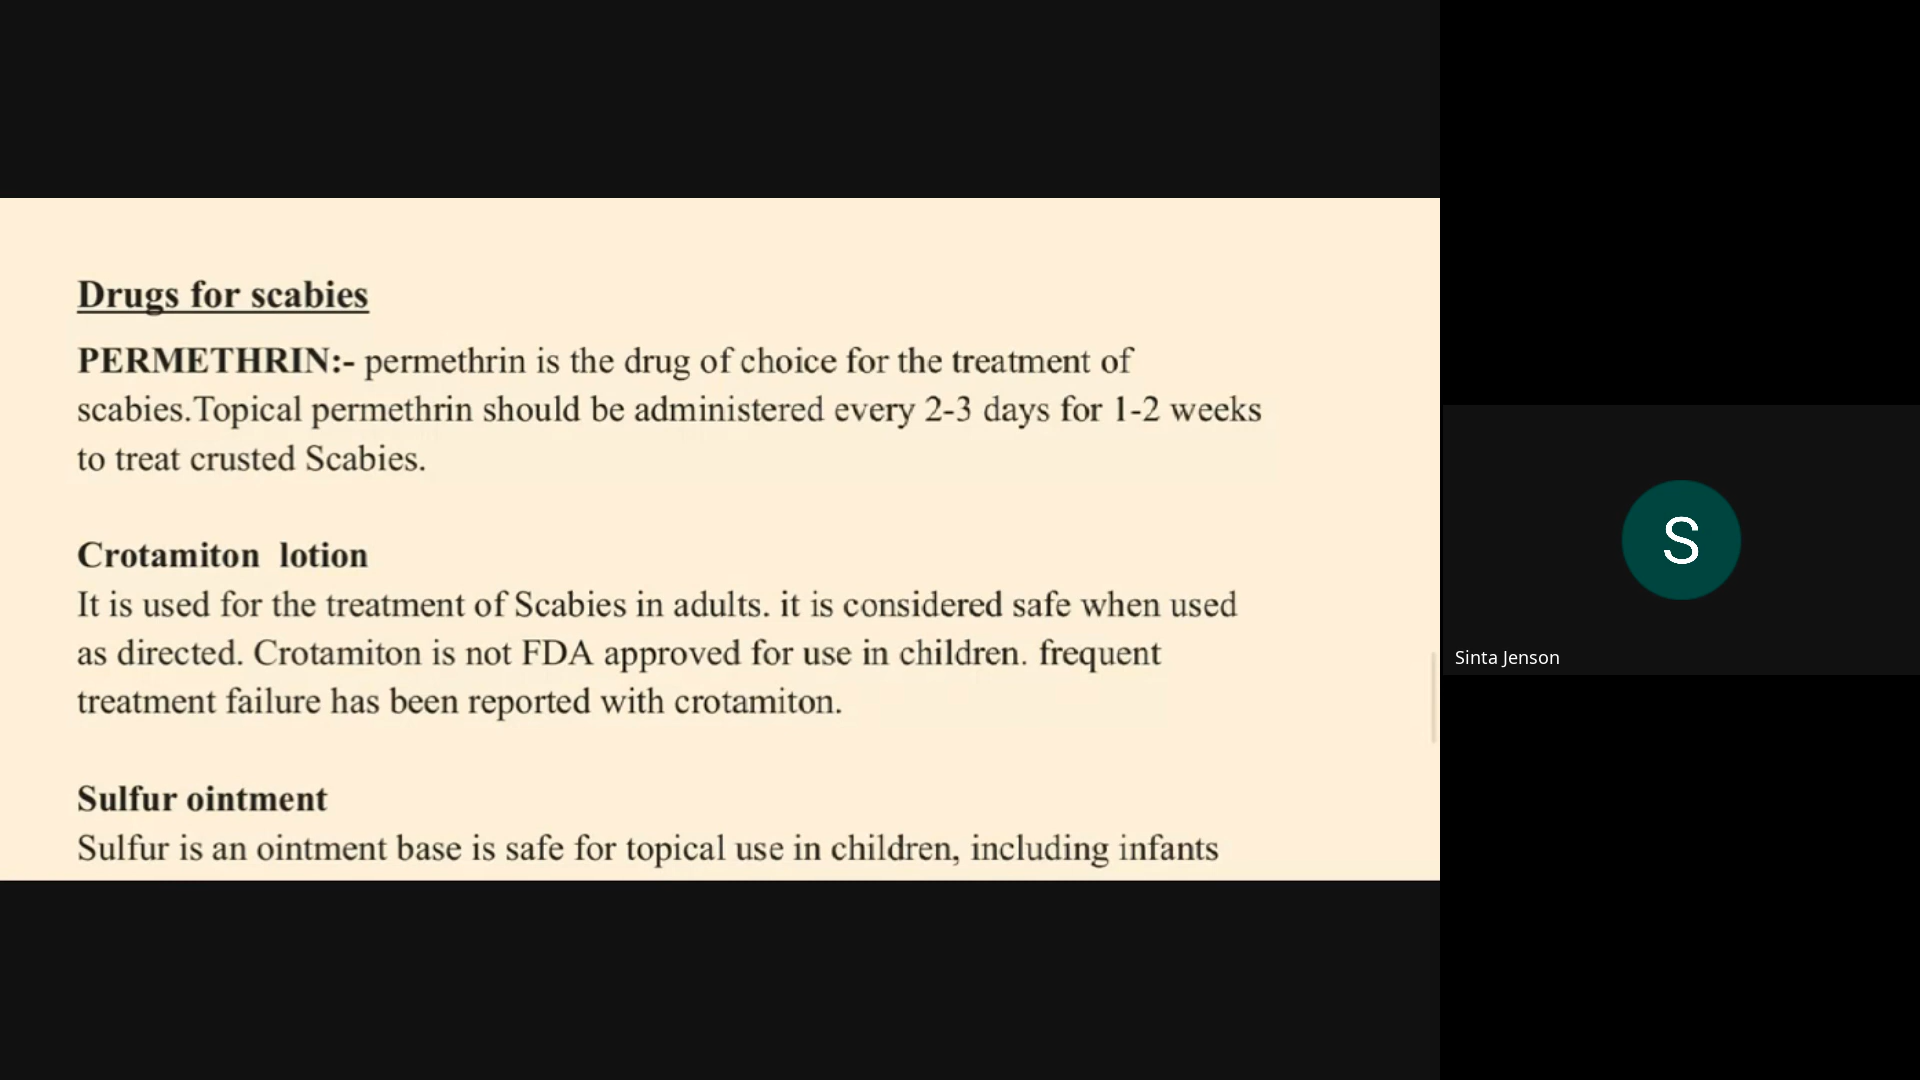 Drugs for scabies
PERMETHRIN:- permethrin is the drug of choice for the treatment of
scabies.Topical permethrin should be administered every 2-3 days for 1-2 weeks
to treat crusted Scabies.
Crotamiton lotion
It is used for the treatment of Scabies in adults. it is considered safe when used
as directed. Crotamiton is not FDA approved for use in children. frequent
treatment failure has been reported with crotamiton.
Sulfur ointment
Sulfur is an ointment base is safe for topical use in children, including infants
S
Sinta Jenson